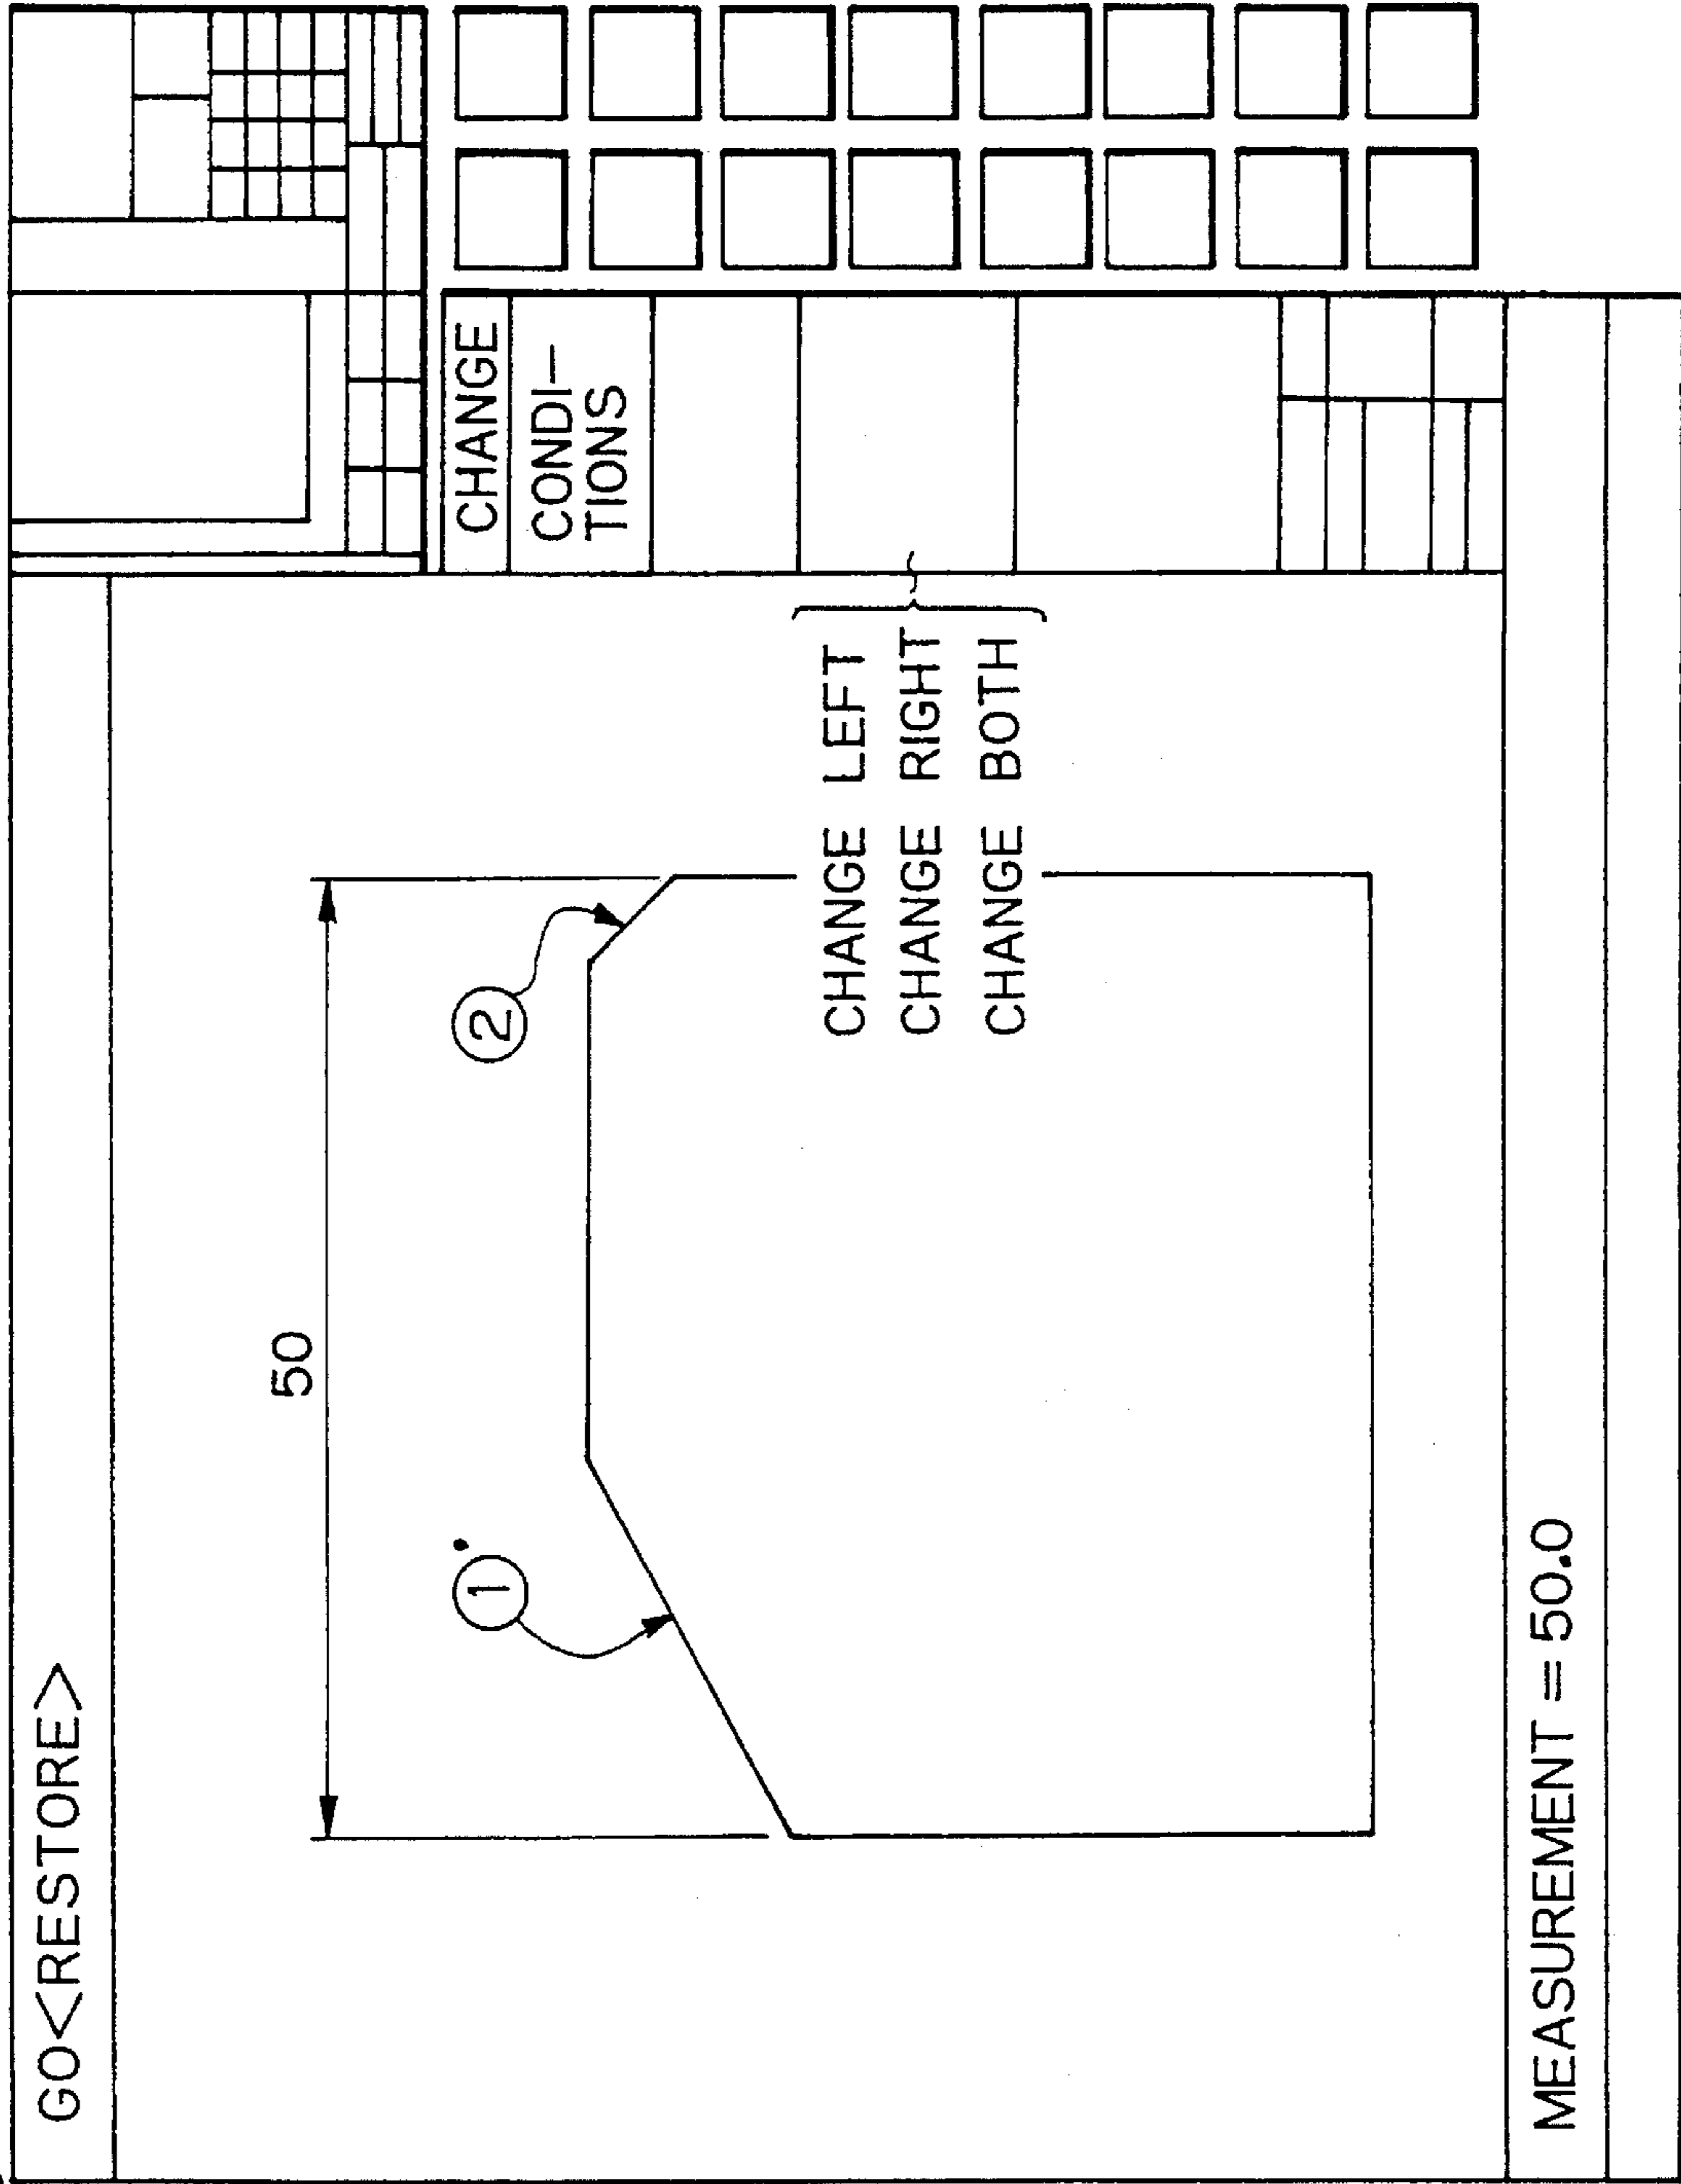 GO<RESTORE>
50
①
②
CHANGE
CONDI-
TIONS
CHANGE LEFT
CHANGE RIGHT
CHANGE BOTH
MEASUREMENT = 50.0